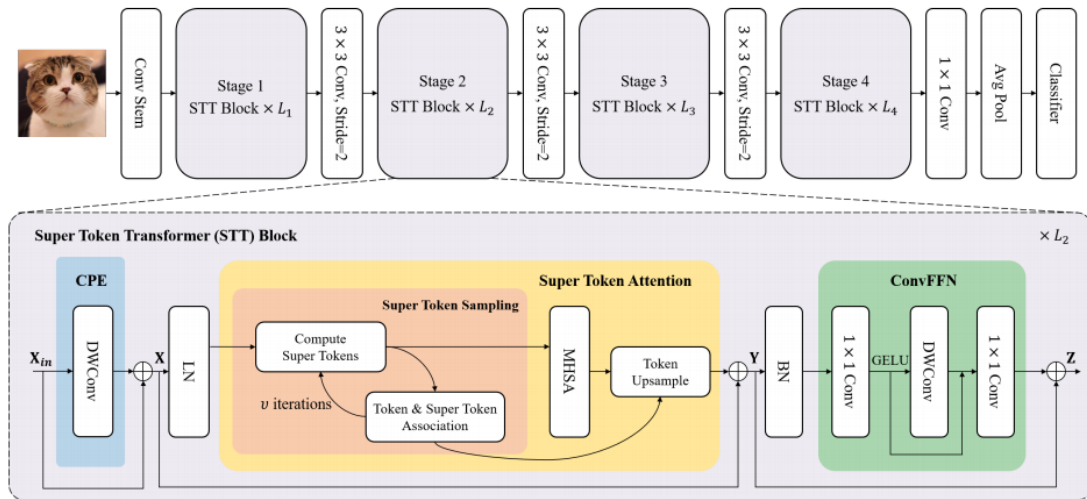 Conv Stem
Stage 1
STT Block × L₁
3 × 3 Conv, Stride=2
Stage 2
STT Block × L₂
3 × 3 Conv, Stride=2
Stage 3
STT Block × L₃
3 × 3 Conv, Stride=2
Stage 4
STT Block × L₄
1 × 1 Conv
Avg Pool
Classifier
Super Token Transformer (STT) Block
× L₂
CPE
Super Token Attention
ConvFFN
Super Token Sampling
X_in
DWConv
X
LN
Compute
Super Tokens
v iterations
Token & Super Token
Association
MHSA
Token
Upsample
Y
BN
1 × 1 Conv
GELU
DWConv
1 × 1 Conv
Z